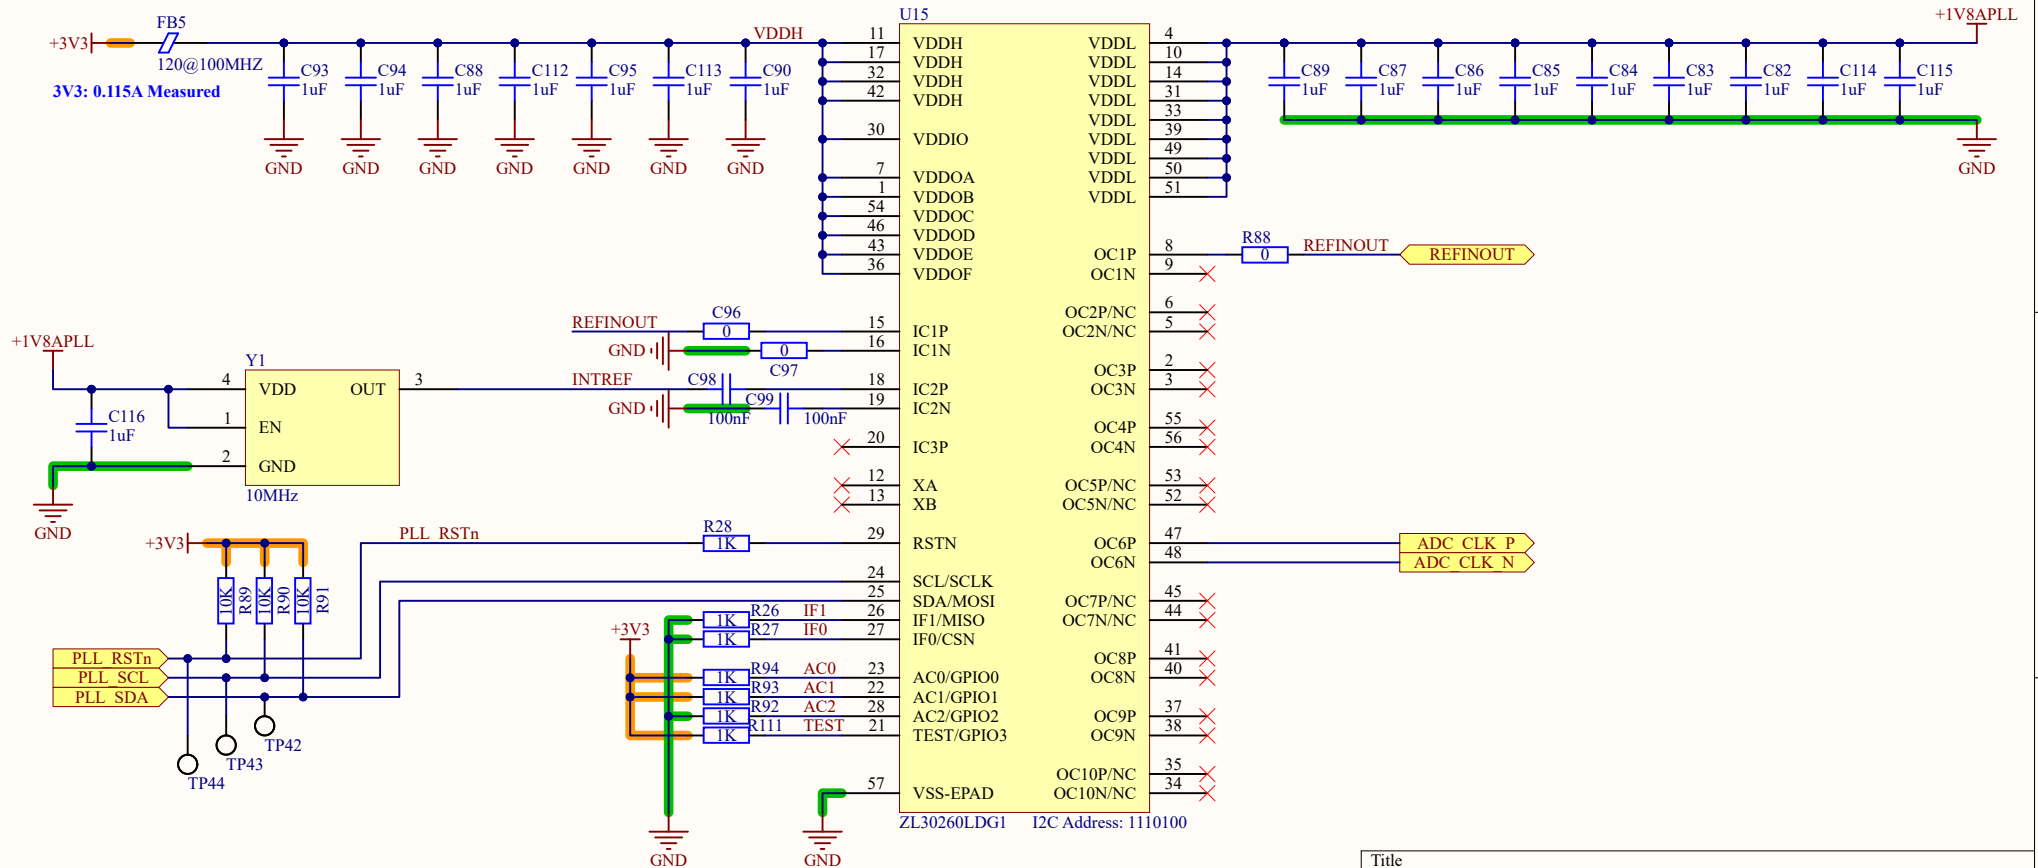 FB5
+3V3
120@100MHZ
3V3: 0.115A Measured
VDDH
C93
1uF
C94
1uF
C88
1uF
C112
1uF
C95
1uF
C113
1uF
C90
1uF
GND GND GND GND GND GND GND
U15
11 VDDH
17 VDDH
32 VDDH
42 VDDH
30 VDDIO
7 VDDOA
1 VDDOB
54 VDDOC
46 VDDOD
43 VDDOE
36 VDDOF
15 IC1P
16 IC1N
18 IC2P
19 IC2N
20 IC3P
12 XA
13 XB
29 RSTN
24 SCL/SCLK
25 SDA/MOSI
26 IF1/MISO
27 IF0/CSN
23 AC0/GPIO0
22 AC1/GPIO1
28 AC2/GPIO2
21 TEST/GPIO3
57 VSS-EPAD
VDDL 4
VDDL 10
VDDL 14
VDDL 31
VDDL 33
VDDL 39
VDDL 49
VDDL 50
VDDL 51
OC1P 8
OC1N 9
OC2P/NC 6
OC2N/NC 5
OC3P 2
OC3N 3
OC4P 55
OC4N 56
OC5P/NC 53
OC5N/NC 52
OC6P 47
OC6N 48
OC7P/NC 45
OC7N/NC 44
OC8P 41
OC8N 40
OC9P 37
OC9N 38
OC10P/NC 35
OC10N/NC 34
ZL30260LDG1 I2C Address: 1110100
+1V8APLL
C89
1uF
C87
1uF
C86
1uF
C85
1uF
C84
1uF
C83
1uF
C82
1uF
C114
1uF
C115
1uF
GND
R88
0
REFINOUT
REFINOUT
ADC_CLK_P
ADC_CLK_N
REFINOUT
C96
0
GND
0
C97
INTREF
C98
GND
C99
100nF 100nF
+1V8APLL
Y1
4 VDD OUT 3
1 EN
2 GND
10MHz
C116
1uF
GND
PLL_RSTn
R28
1K
+3V3
10K R89
10K R90
10K R91
PLL_RSTn
PLL_SCL
PLL_SDA
TP42
TP43
TP44
+3V3
1K R26 IF1
1K R27 IF0
1K R94 AC0
1K R93 AC1
1K R92 AC2
1K R111 TEST
GND
GND
Title